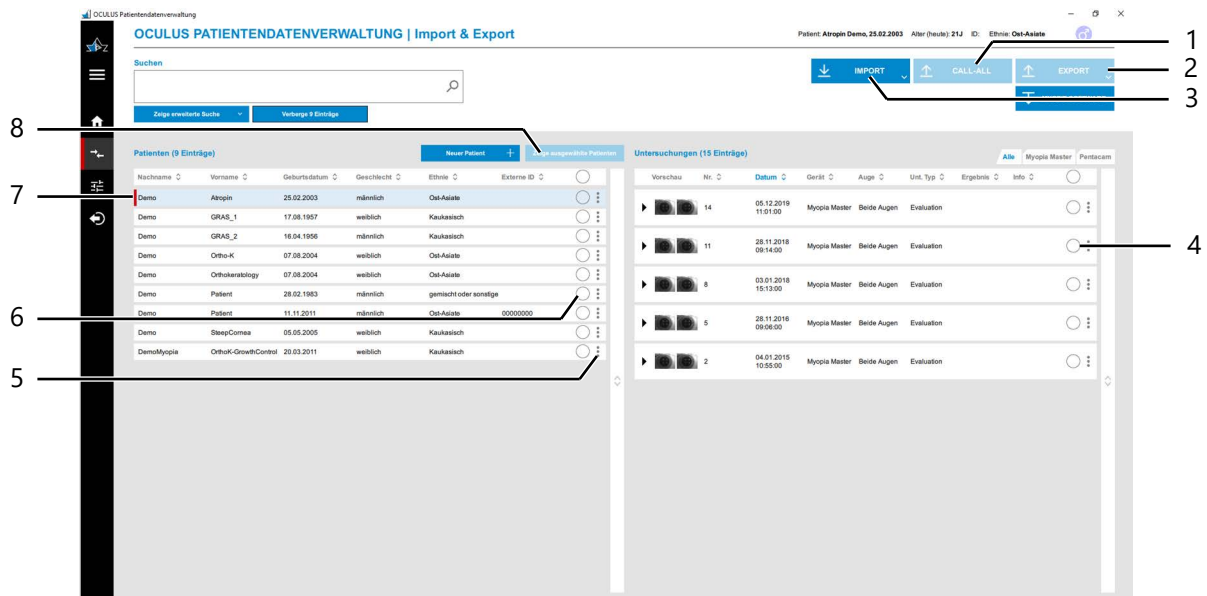 OCULUS Patientendatenverwaltung
OCULUS PATIENTENDATENVERWALTUNG | Import & Export
Patient: Atropin Demo, 25.02.2003 Alter (heute): 21J ID: Ethnie: Ost-Asiate
1
Suchen
IMPORT CALL-ALL EXPORT
2
3
Zeige erweiterte Suche Verberge 9 Einträge
8
Patienten (9 Einträge) Neuer Patient + Zeige ausgewählte Patienten
Untersuchungen (15 Einträge) Alle Myopia Master Pentacam
Nachname Vorname Geburtsdatum Geschlecht Ethnie Externe ID
Vorschau Nr. Datum Gerät Auge Unt. Typ Ergebnis Info
7
Demo Atropin 25.02.2003 männlich Ost-Asiate
Demo GRAS_1 17.08.1957 weiblich Kaukasisch
Demo GRAS_2 16.04.1956 männlich Kaukasisch
Demo Ortho-K 07.08.2004 weiblich Ost-Asiate
Demo Orthokeratology 07.08.2004 weiblich Ost-Asiate
Demo Patient 28.02.1983 männlich gemischt oder sonstige
6
Demo Patient 11.11.2011 männlich Ost-Asiate 00000000
Demo SteepCornea 05.05.2005 weiblich Kaukasisch
DemoMyopia OrthoK-GrowthControl 20.03.2011 weiblich Kaukasisch
5
14 05.12.2019 Myopia Master Beide Augen Evaluation
11:01:00
11 28.11.2018 Myopia Master Beide Augen Evaluation
09:14:00
4
8 03.01.2018 Myopia Master Beide Augen Evaluation
15:13:00
5 28.11.2016 Myopia Master Beide Augen Evaluation
09:06:00
2 04.01.2015 Myopia Master Beide Augen Evaluation
10:55:00